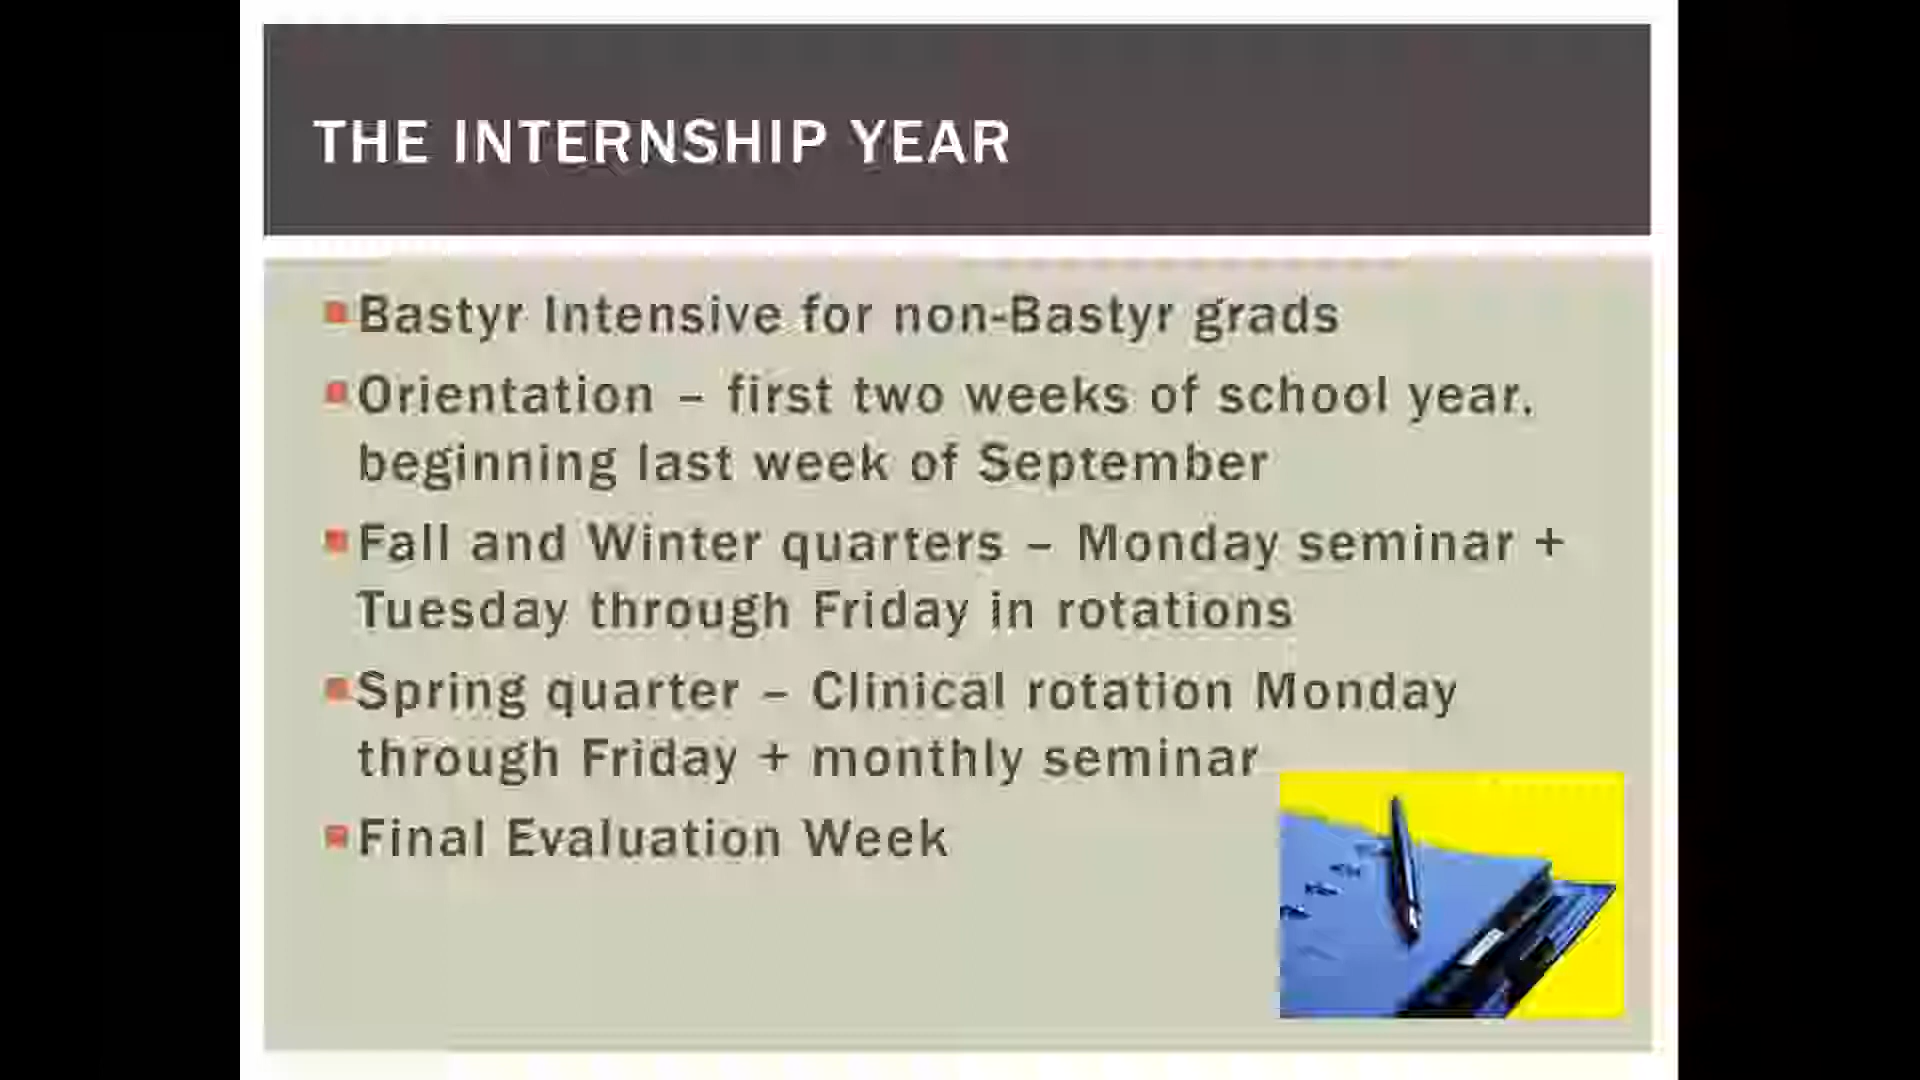 THE INTERNSHIP YEAR
Bastyr Intensive for non-Bastyr grads
Orientation – first two weeks of school year,
beginning last week of September
Fall and Winter quarters – Monday seminar +
Tuesday through Friday in rotations
Spring quarter – Clinical rotation Monday
through Friday + monthly seminar
Final Evaluation Week